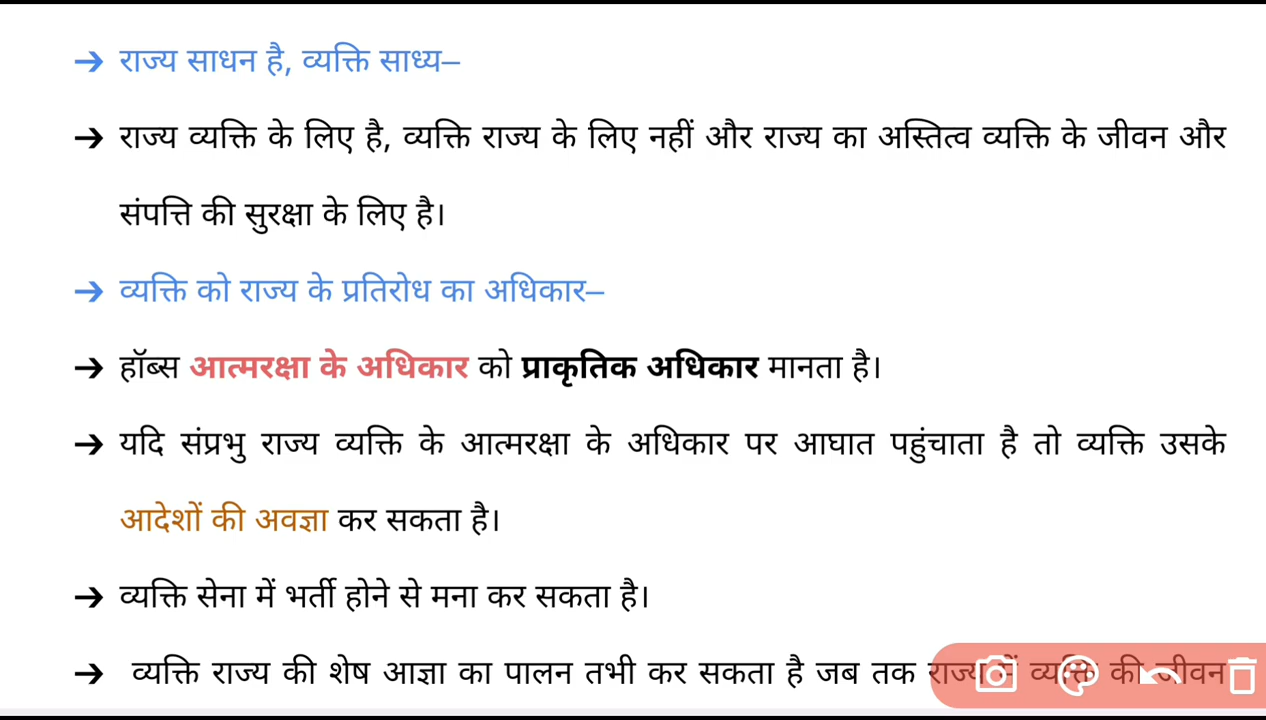 ➔ राज्य साधन है, व्यक्ति साध्य–
➔ राज्य व्यक्ति के लिए है, व्यक्ति राज्य के लिए नहीं और राज्य का अस्तित्व व्यक्ति के जीवन और
संपत्ति की सुरक्षा के लिए है।
➔ व्यक्ति को राज्य के प्रतिरोध का अधिकार–
➔ हॉब्स आत्मरक्षा के अधिकार को प्राकृतिक अधिकार मानता है।
➔ यदि संप्रभु राज्य व्यक्ति के आत्मरक्षा के अधिकार पर आघात पहुंचाता है तो व्यक्ति उसके
आदेशों की अवज्ञा कर सकता है।
➔ व्यक्ति सेना में भर्ती होने से मना कर सकता है।
➔ व्यक्ति राज्य की शेष आज्ञा का पालन तभी कर सकता है जब तक राज्य में व्यक्ति की जीवन